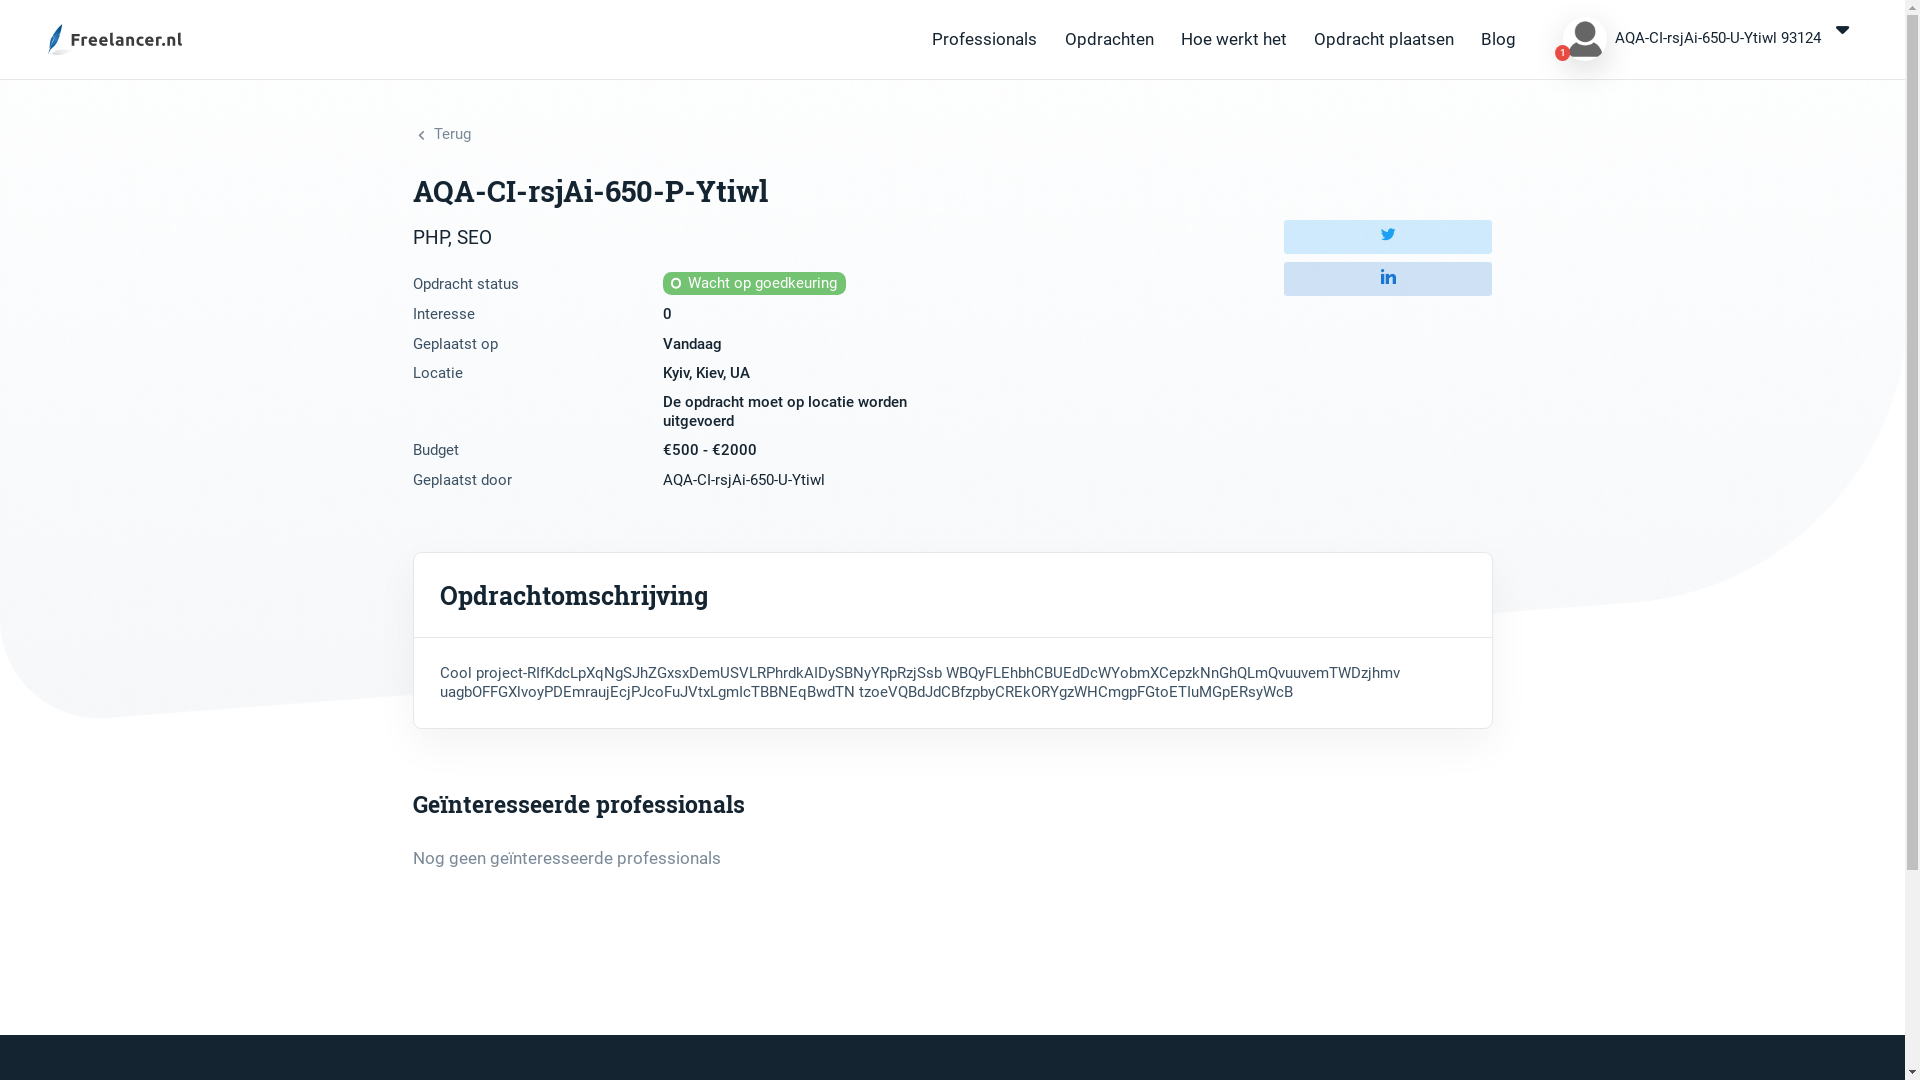 Freelancer.nl
Professionals Opdrachten Hoe werkt het Opdracht plaatsen Blog
1 AQA-CI-rsjAi-650-U-Ytiwl 93124
Terug
AQA-CI-rsjAi-650-P-Ytiwl
PHP, SEO
Opdracht status Wacht op goedkeuring
Interesse 0
Geplaatst op Vandaag
Locatie Kyiv, Kiev, UA
De opdracht moet op locatie worden
uitgevoerd
Budget €500 - €2000
Geplaatst door AQA-CI-rsjAi-650-U-Ytiwl
in
Opdrachtomschrijving
Cool project-RIfKdcLpXqNgSJhZGxsxDemUSVLRPhrdkAIDySBNyYRpRzjSsb WBQyFLEhbhCBUEdDcWYobmXCepzkNnGhQLmQvuuvemTWDzjhmv
uagbOFFGXlvoyPDEmraujEcjPJcoFuJVtxLgmIcTBBNEqBwdTN tzoeVQBdJdCBfzpbyCREkORYgzWHCmgpFGtoETIuMGpERsyWcB
Geïnteresseerde professionals
Nog geen geïnteresseerde professionals